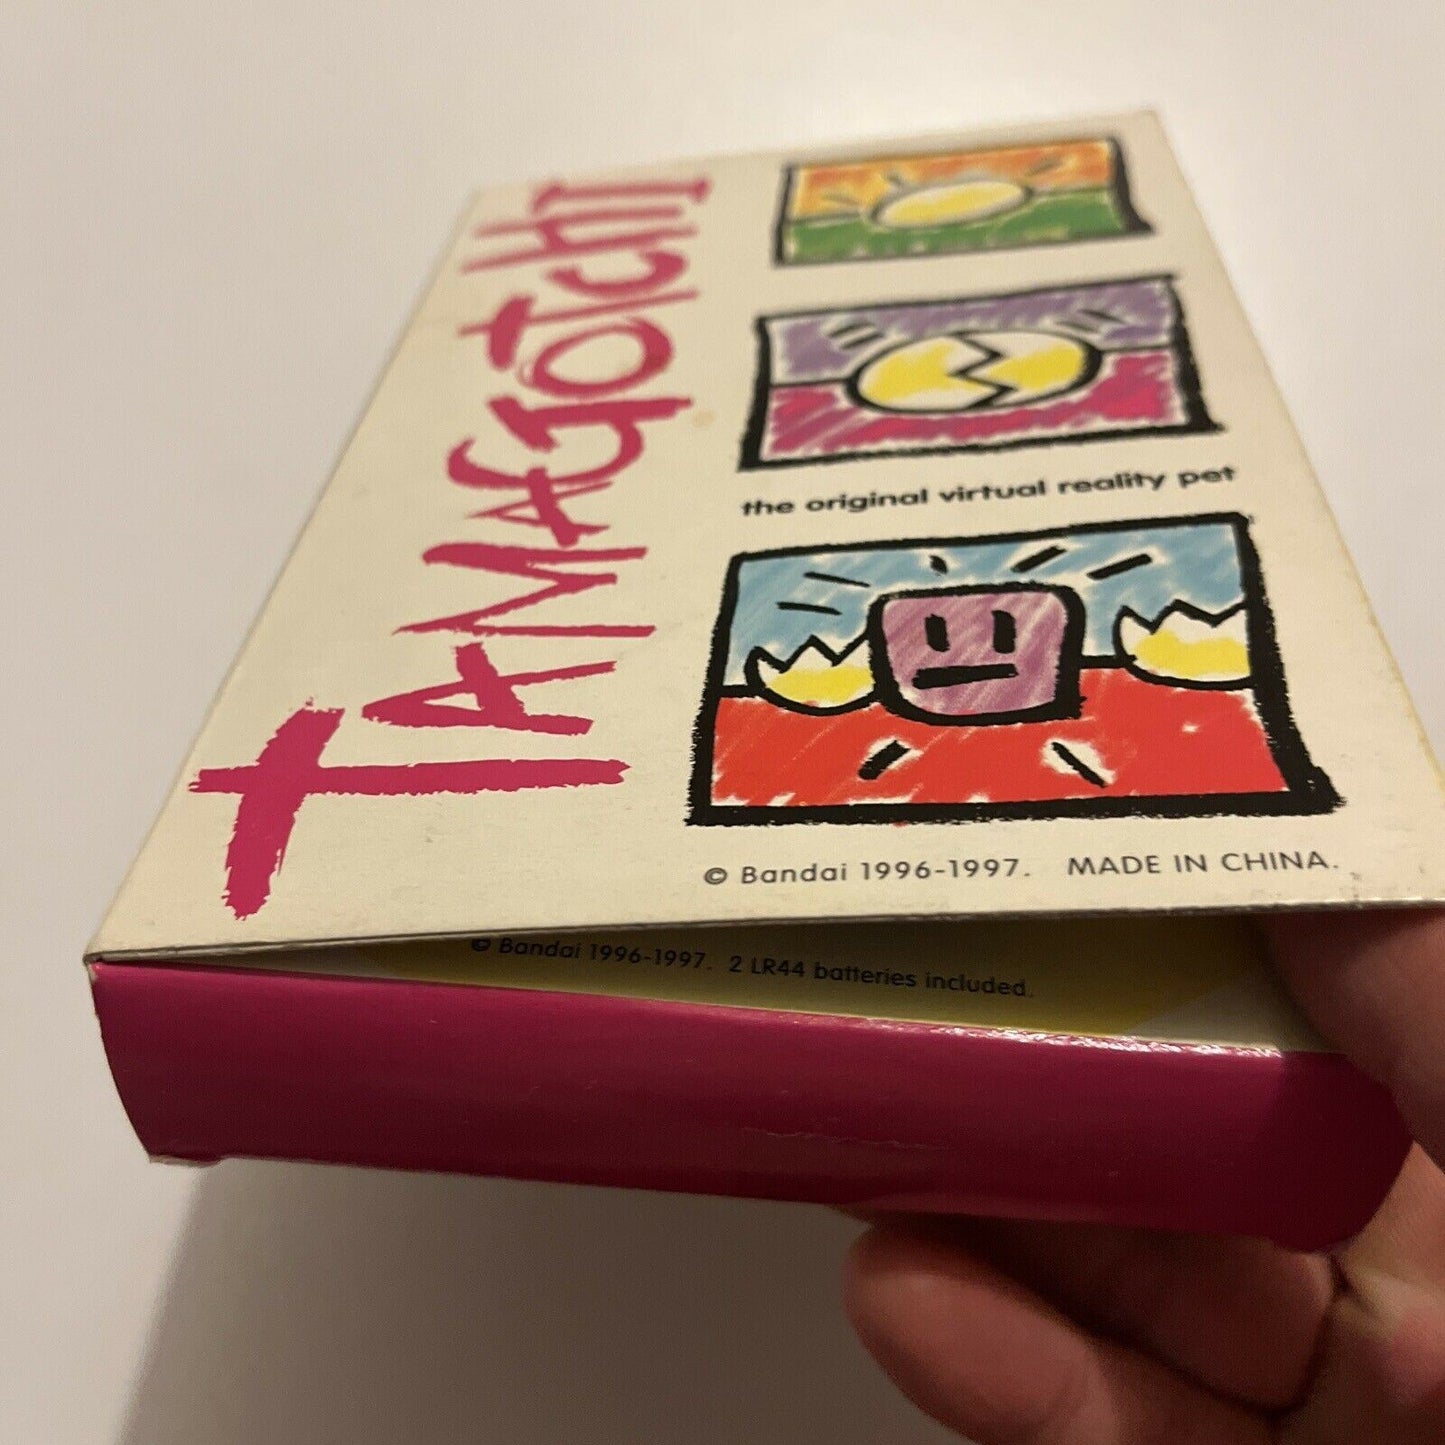 TAMAGOTCHI
the original virtual reality pet
© Bandai 1996-1997. MADE IN CHINA.
© Bandai 1996-1997. 2 LR44 batteries included.